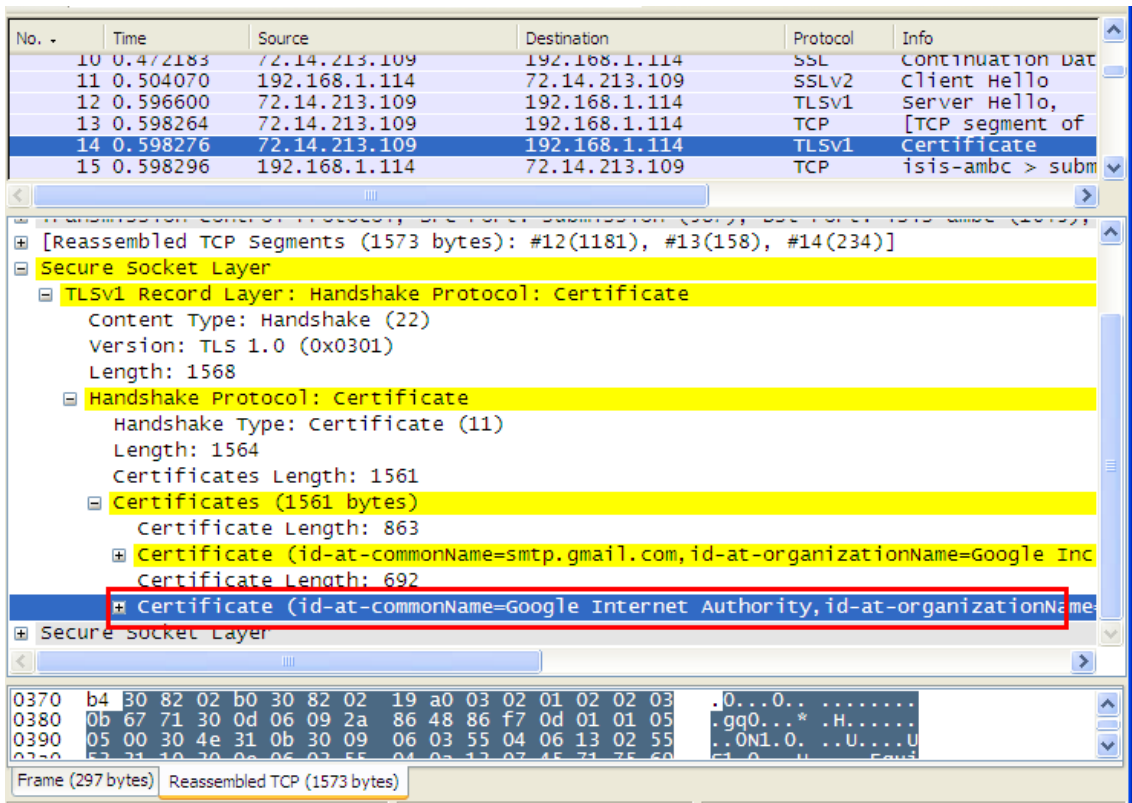 No. Time Source Destination Protocol Info
10 0.472183 72.14.213.109 192.168.1.114 SSL Continuation Dat
11 0.504070 192.168.1.114 72.14.213.109 SSLv2 Client Hello
12 0.596600 72.14.213.109 192.168.1.114 TLSv1 Server Hello,
13 0.598264 72.14.213.109 192.168.1.114 TCP [TCP segment of
14 0.598276 72.14.213.109 192.168.1.114 TLSv1 Certificate
15 0.598296 192.168.1.114 72.14.213.109 TCP isis-ambc > subm
Transmission Control Protocol, Src Port: submission (587), Dst Port: isis-ambc
[Reassembled TCP Segments (1573 bytes): #12(1181), #13(158), #14(234)]
Secure Socket Layer
TLSv1 Record Layer: Handshake Protocol: Certificate
Content Type: Handshake (22)
Version: TLS 1.0 (0x0301)
Length: 1568
Handshake Protocol: Certificate
Handshake Type: Certificate (11)
Length: 1564
Certificates Length: 1561
Certificates (1561 bytes)
Certificate Length: 863
Certificate (id-at-commonName=smtp.gmail.com,id-at-organizationName=Google Inc
Certificate Length: 692
Certificate (id-at-commonName=Google Internet Authority,id-at-organizationName=
Secure Socket Layer
0370 b4 30 82 02 b0 30 82 02 19 a0 03 02 01 02 02 03 .0...0.. ........
0380 0b 67 71 30 0d 06 09 2a 86 48 86 f7 0d 01 01 05 .gq0...* .H......
0390 05 00 30 4e 31 0b 30 09 06 03 55 04 06 13 02 55 ..0N1.0. ..U....U
Frame (297 bytes) Reassembled TCP (1573 bytes)